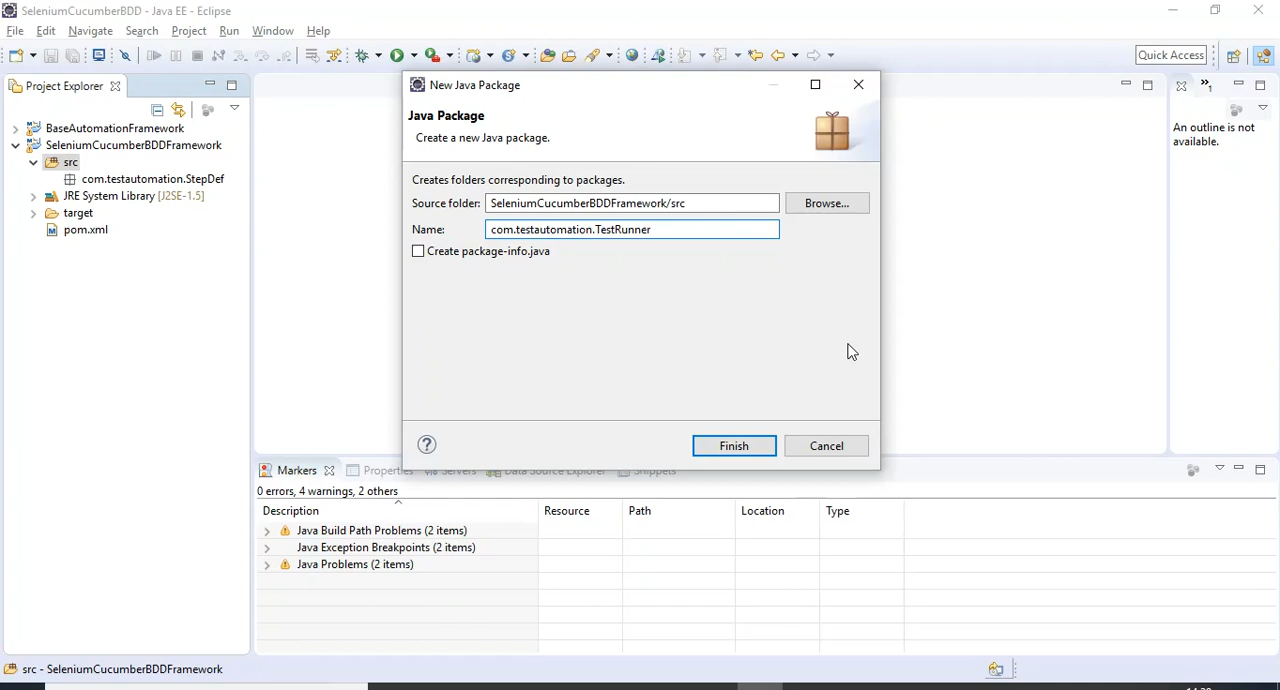 SeleniumCucumberBDD - Java EE - Eclipse
File Edit Navigate Search Project Run Window Help
Quick Access
Project Explorer
BaseAutomationFramework
SeleniumCucumberBDDFramework
src
com.testautomation.StepDef
JRE System Library [J2SE-1.5]
target
pom.xml
New Java Package
Java Package
Create a new Java package.
Creates folders corresponding to packages.
Source folder: SeleniumCucumberBDDFramework/src Browse...
Name: com.testautomation.TestRunner
Create package-info.java
Finish Cancel
An outline is not
available.
Markers Properties Servers Data Source Explorer Snippets
0 errors, 4 warnings, 2 others
Description Resource Path Location Type
Java Build Path Problems (2 items)
Java Exception Breakpoints (2 items)
Java Problems (2 items)
src - SeleniumCucumberBDDFramework